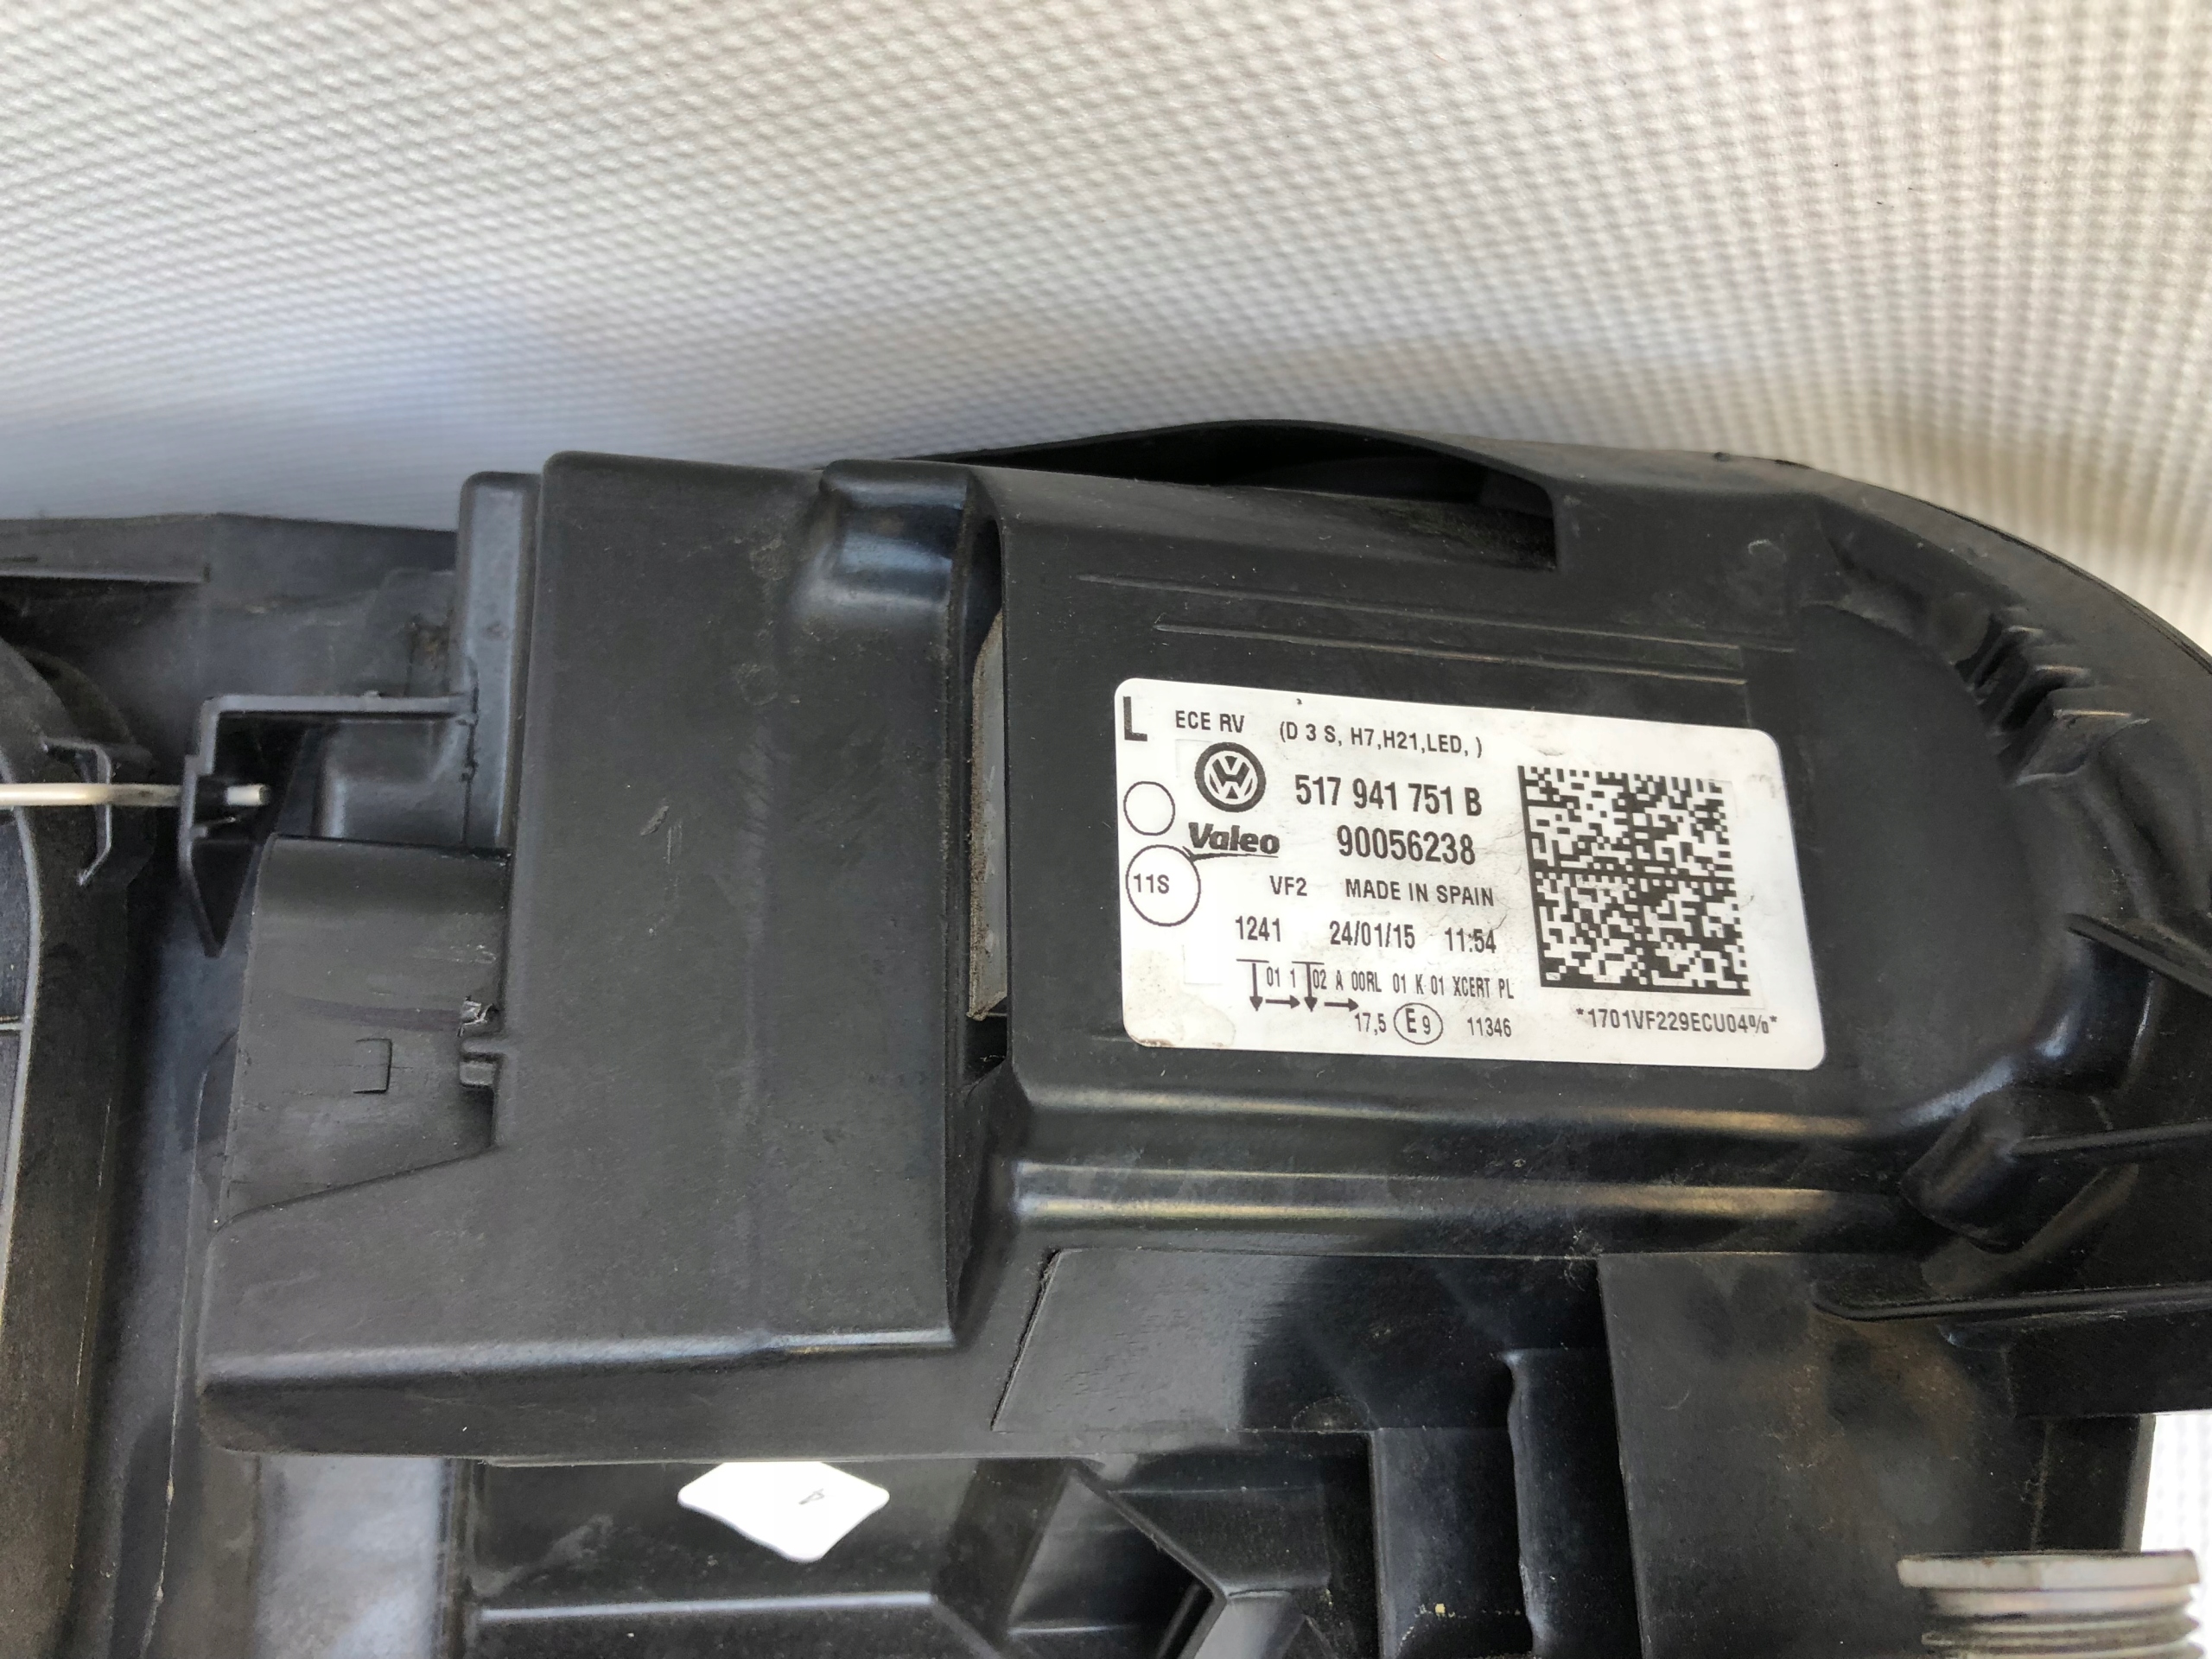 L ECE RV (D 3 S, H7,H21,LED, )
517 941 751 B
Valeo 90056238
11S VF2 MADE IN SPAIN
1241 24/01/15 11:54
01 1 02 A 00RL 01 K 01 XCERT PL
17,5 E9 11346 *1701VF229ECU04%*